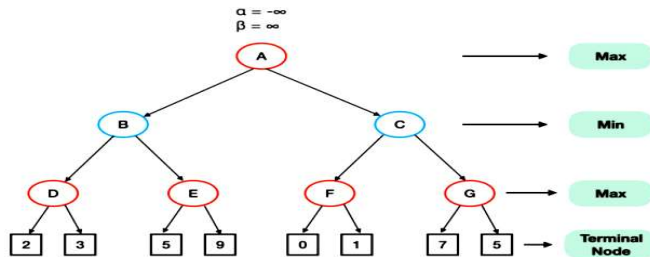 α = -∞
β = ∞
A
Max
B
C
Min
D
E
F
G
Max
2
3
5
9
0
1
7
5
Terminal
Node